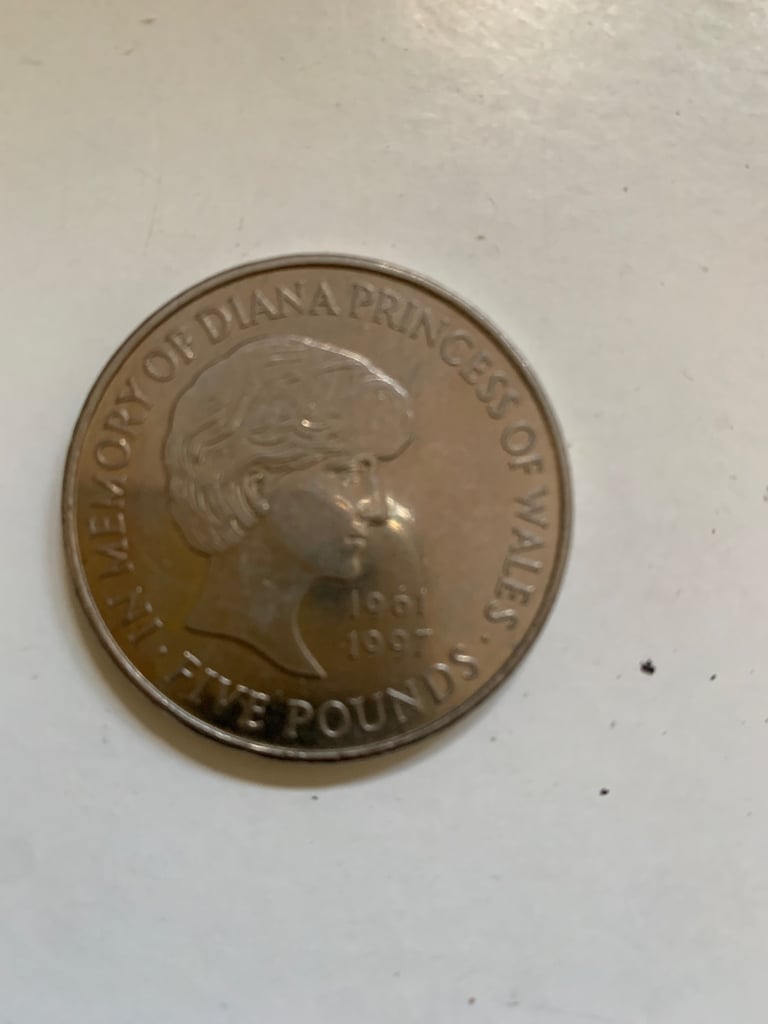 IN MEMORY OF DIANA PRINCESS OF WALES
1961
1997
· FIVE POUNDS ·